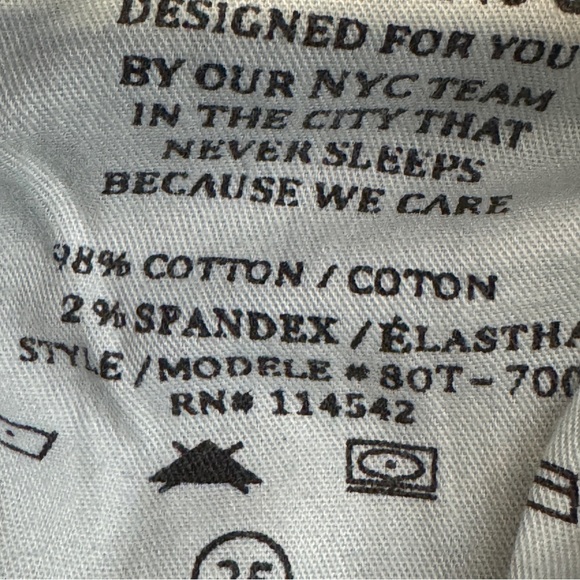 DESIGNED FOR YOU
BY OUR NYC TEAM
IN THE CITY THAT
NEVER SLEEPS
BECAUSE WE CARE
98% COTTON / COTON
2% SPANDEX / ÉLASTHA
STYLE / MODELE # 80T-700
RN# 114542